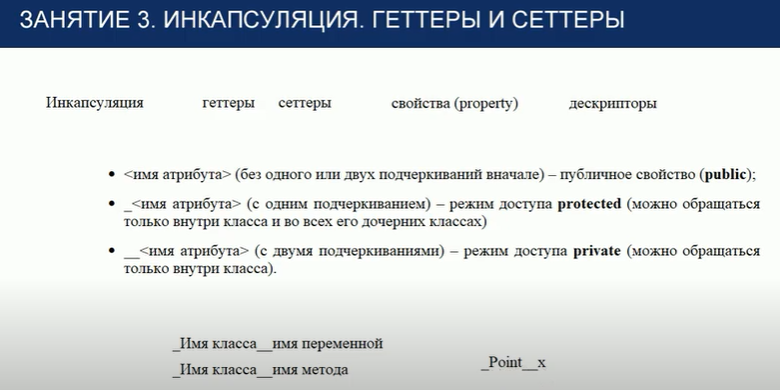 ЗАНЯТИЕ 3. ИНКАПСУЛЯЦИЯ. ГЕТТЕРЫ И СЕТТЕРЫ
Инкапсуляция геттеры сеттеры свойства (property) дескрипторы
• <имя атрибута> (без одного или двух подчеркиваний вначале) – публичное свойство (public);
• _<имя атрибута> (с одним подчеркиванием) – режим доступа protected (можно обращаться
только внутри класса и во всех его дочерних классах)
• __<имя атрибута> (с двумя подчеркиваниями) – режим доступа private (можно обращаться
только внутри класса).
_Имя класса__имя переменной
_Имя класса__имя метода
_Point__x